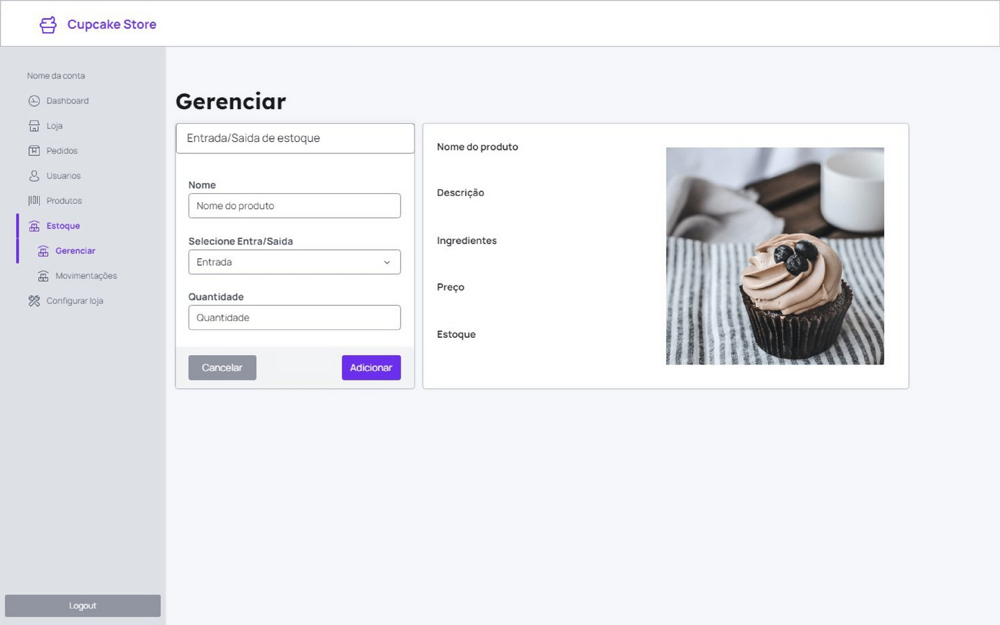 Cupcake Store
Nome da conta
Dashboard
Loja
Pedidos
Usuarios
Produtos
Estoque
Gerenciar
Movimentações
Configurar loja
Logout
Gerenciar
Entrada/Saida de estoque
Nome
Nome do produto
Selecione Entra/Saida
Entrada
Quantidade
Quantidade
Cancelar
Adicionar
Nome do produto
Descrição
Ingredientes
Preço
Estoque